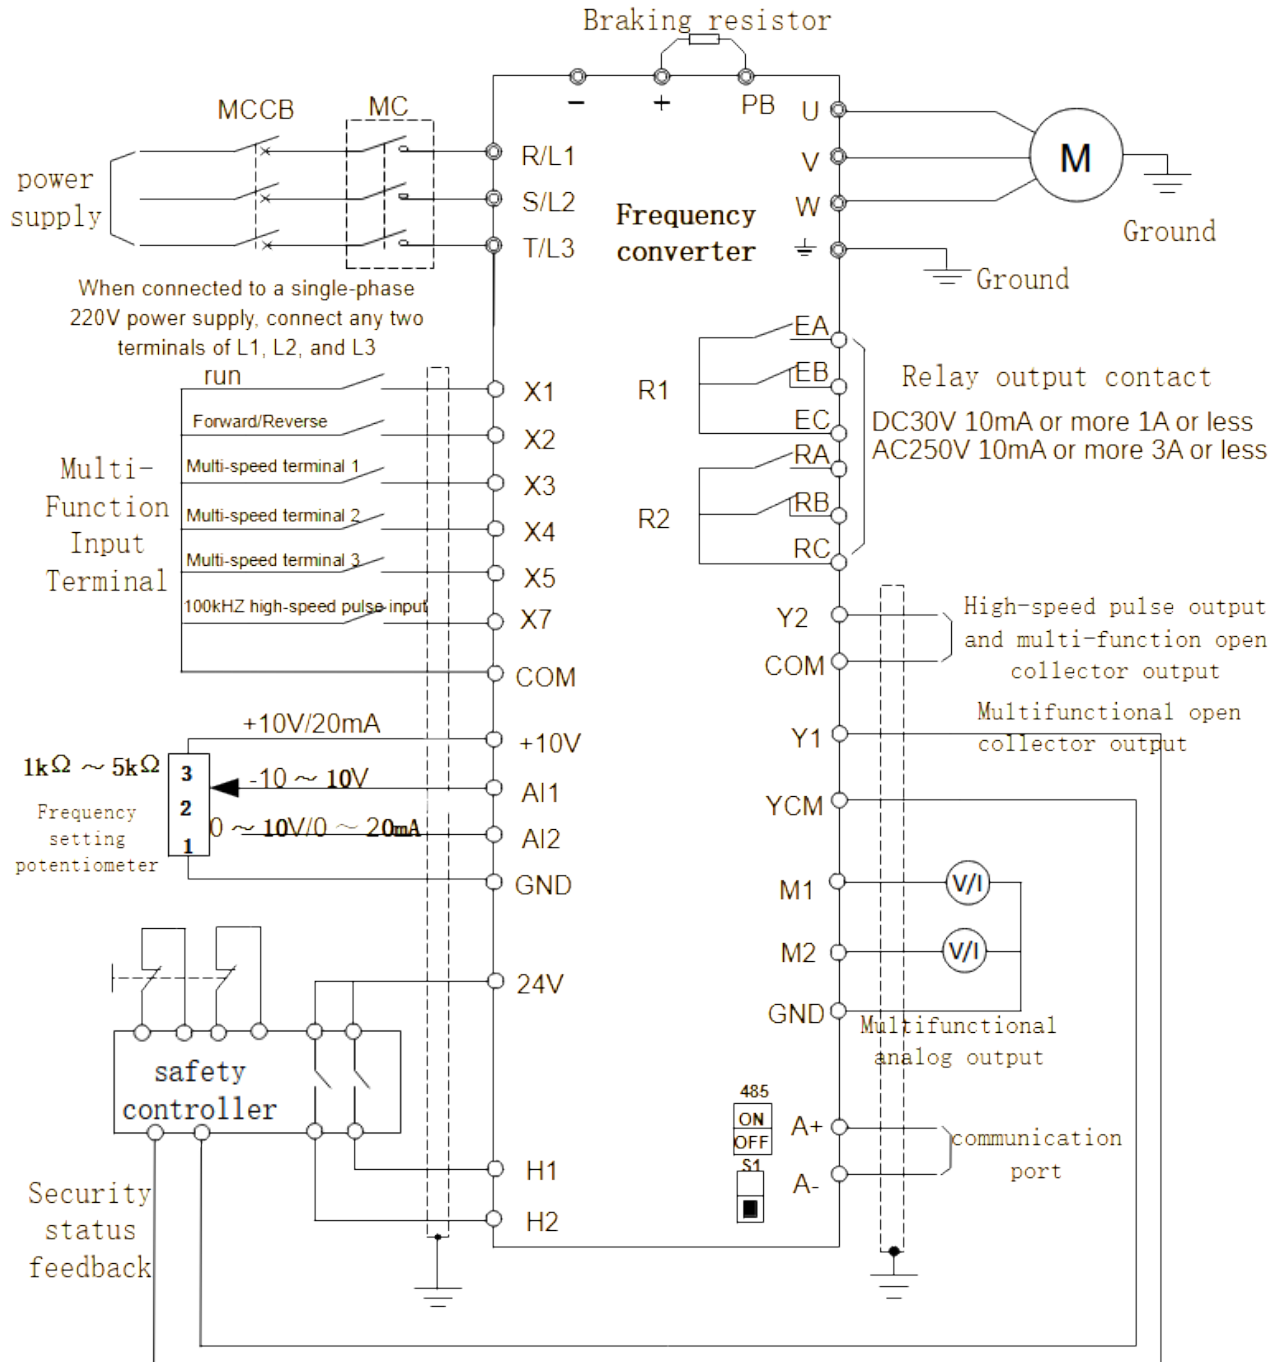 Braking resistor
-
+
PB
MCCB
MC
power
supply
R/L1
S/L2
T/L3
U
V
W
M
Ground
Ground
Frequency
converter
When connected to a single-phase
220V power supply, connect any two
terminals of L1, L2, and L3
run
Forward/Reverse
Multi-speed terminal 1
Multi-speed terminal 2
Multi-speed terminal 3
100kHZ high-speed pulse input
Multi-
Function
Input
Terminal
X1
X2
X3
X4
X5
X7
COM
R1
EA
EB
EC
R2
RA
RB
RC
Relay output contact
DC30V 10mA or more 1A or less
AC250V 10mA or more 3A or less
Y2
COM
High-speed pulse output
and multi-function open
collector output
Y1
Multifunctional open
collector output
YCM
+10V/20mA
+10V
1kΩ ~ 5kΩ
3
2
1
Frequency
setting
potentiometer
-10 ~ 10V
AI1
0 ~ 10V/0 ~ 20mA
AI2
GND
M1
V/I
M2
V/I
GND
Multifunctional
analog output
24V
safety
controller
H1
H2
Security
status
feedback
485
ON
OFF
S1
A+
A-
communication
port